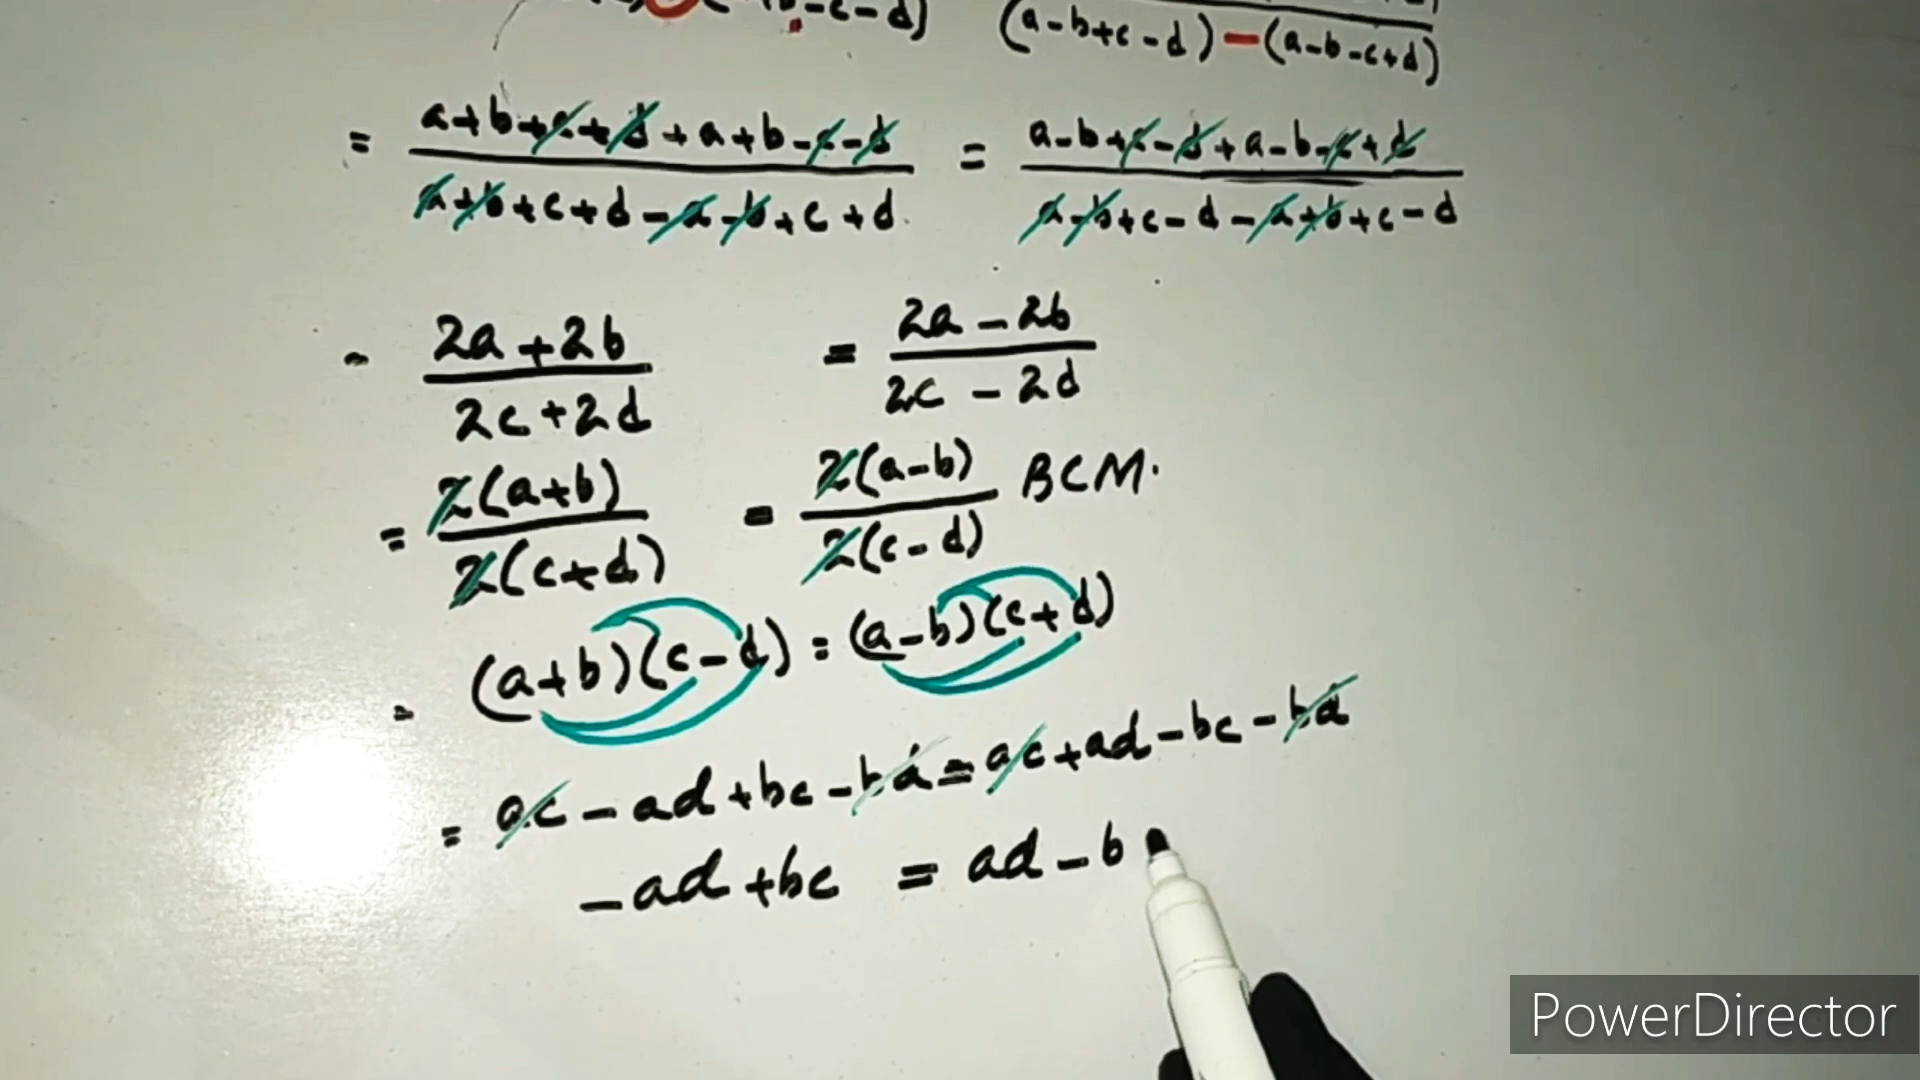 -c-d) (a-b+c-d)-(a-b-c+d)
= a+b+c+d+a+b-c-d = a-b+c-d+a-b-c+d
a+b+c+d-a-b+c+d a-b+c-d-a+b+c-d
2a+2b = 2a-2b
2c+2d 2c-2d
= 2(a+b) = 2(a-b) BCM.
2(c+d) 2(c-d)
(a+b)(c-d) = (a-b)(c+d)
= ac-ad+bc-bd = ac+ad-bc-bd
-ad+bc = ad-b
PowerDirector